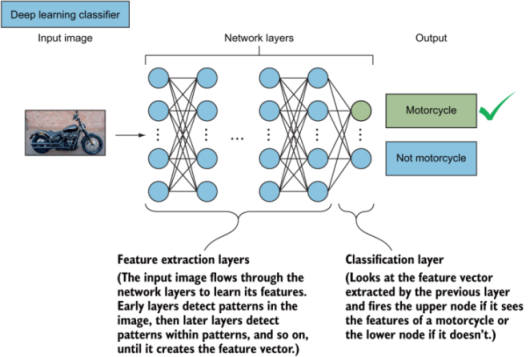 Deep learning classifier
Input image
Network layers
Output
Motorcycle
Not motorcycle
Feature extraction layers
(The input image flows through the
network layers to learn its features.
Early layers detect patterns in the
image, then later layers detect
patterns within patterns, and so on,
until it creates the feature vector.)
Classification layer
(Looks at the feature vector
extracted by the previous layer
and fires the upper node if it sees
the features of a motorcycle or
the lower node if it doesn't.)